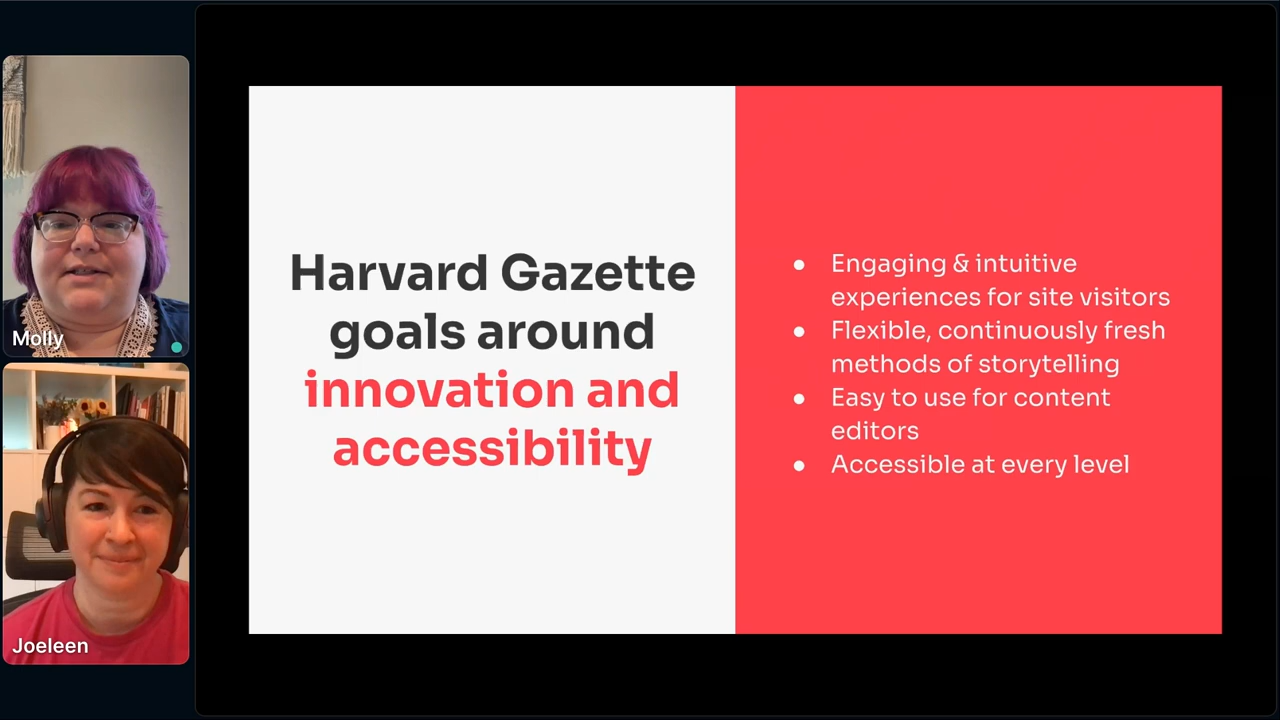 Molly
Joeleen
Harvard Gazette
goals around
innovation and
accessibility
● Engaging & intuitive
experiences for site visitors
● Flexible, continuously fresh
methods of storytelling
● Easy to use for content
editors
● Accessible at every level